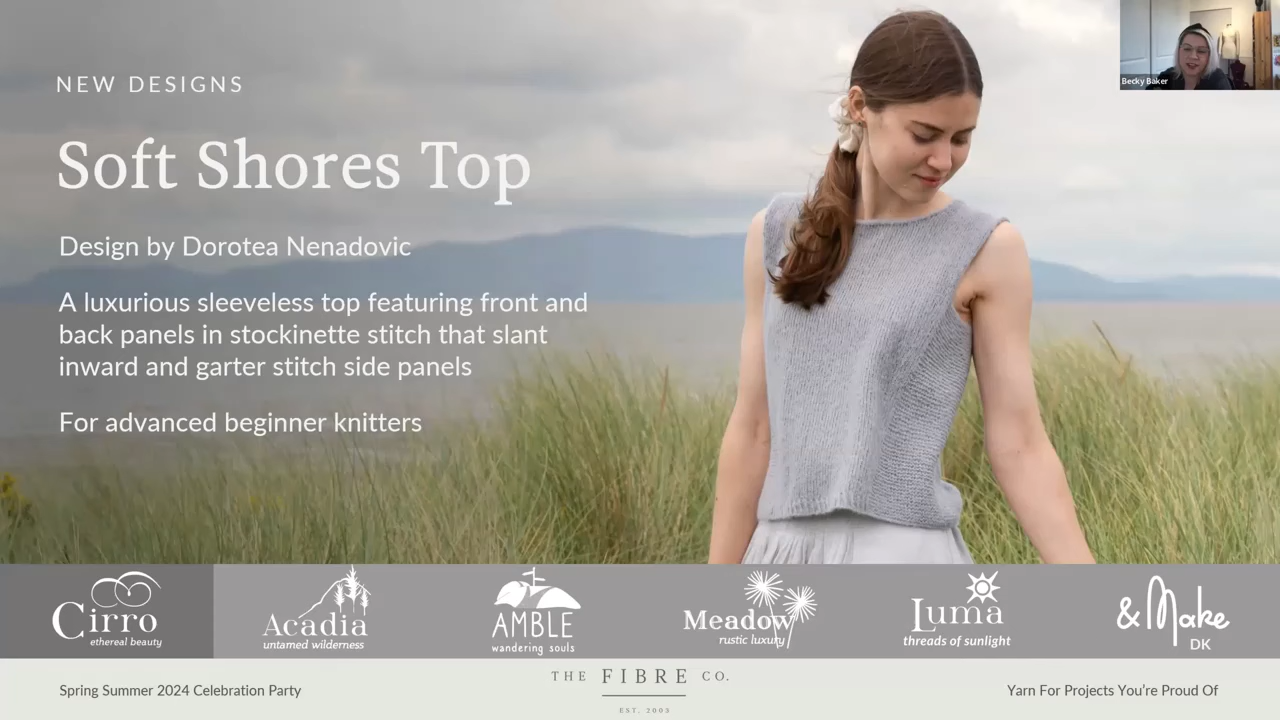 Becky Baker
NEW DESIGNS
Soft Shores Top
Design by Dorotea Nenadovic
A luxurious sleeveless top featuring front and
back panels in stockinette stitch that slant
inward and garter stitch side panels
For advanced beginner knitters
Cirro
ethereal beauty
Acadia
untamed wilderness
AMBLE
wandering souls
Meadow
rustic luxury
Luma
threads of sunlight
& Make
DK
Spring Summer 2024 Celebration Party
THE FIBRE CO.
EST. 2003
Yarn For Projects You’re Proud Of